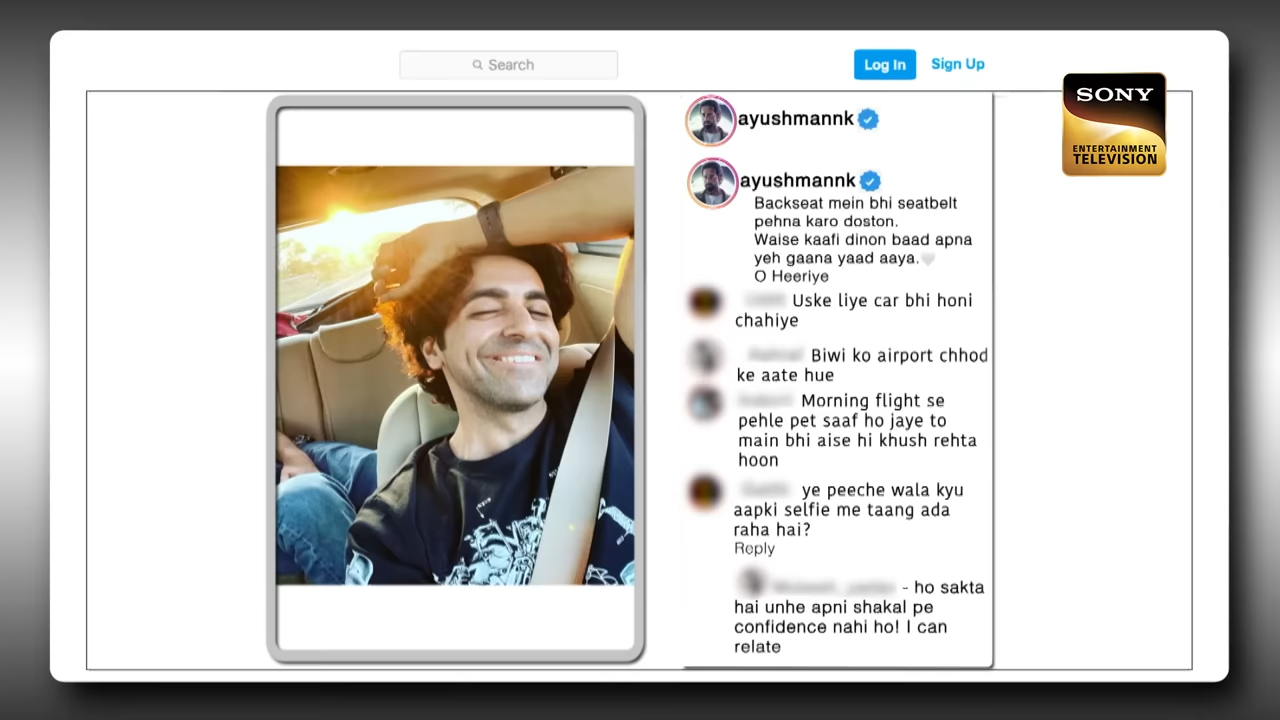 Search
Log In
Sign Up
SONY
ENTERTAINMENT
TELEVISION
ayushmannk
ayushmannk
Backseat mein bhi seatbelt
pehna karo doston.
Waise kaafi dinon baad apna
yeh gaana yaad aaya.
O Heeriye
Uske liye car bhi honi
chahiye
Biwi ko airport chhod
ke aate hue
Morning flight se
pehle pet saaf ho jaye to
main bhi aise hi khush rehta
hoon
ye peeche wala kyu
aapki selfie me taang ada
raha hai?
Reply
- ho sakta
hai unhe apni shakal pe
confidence nahi ho! I can
relate